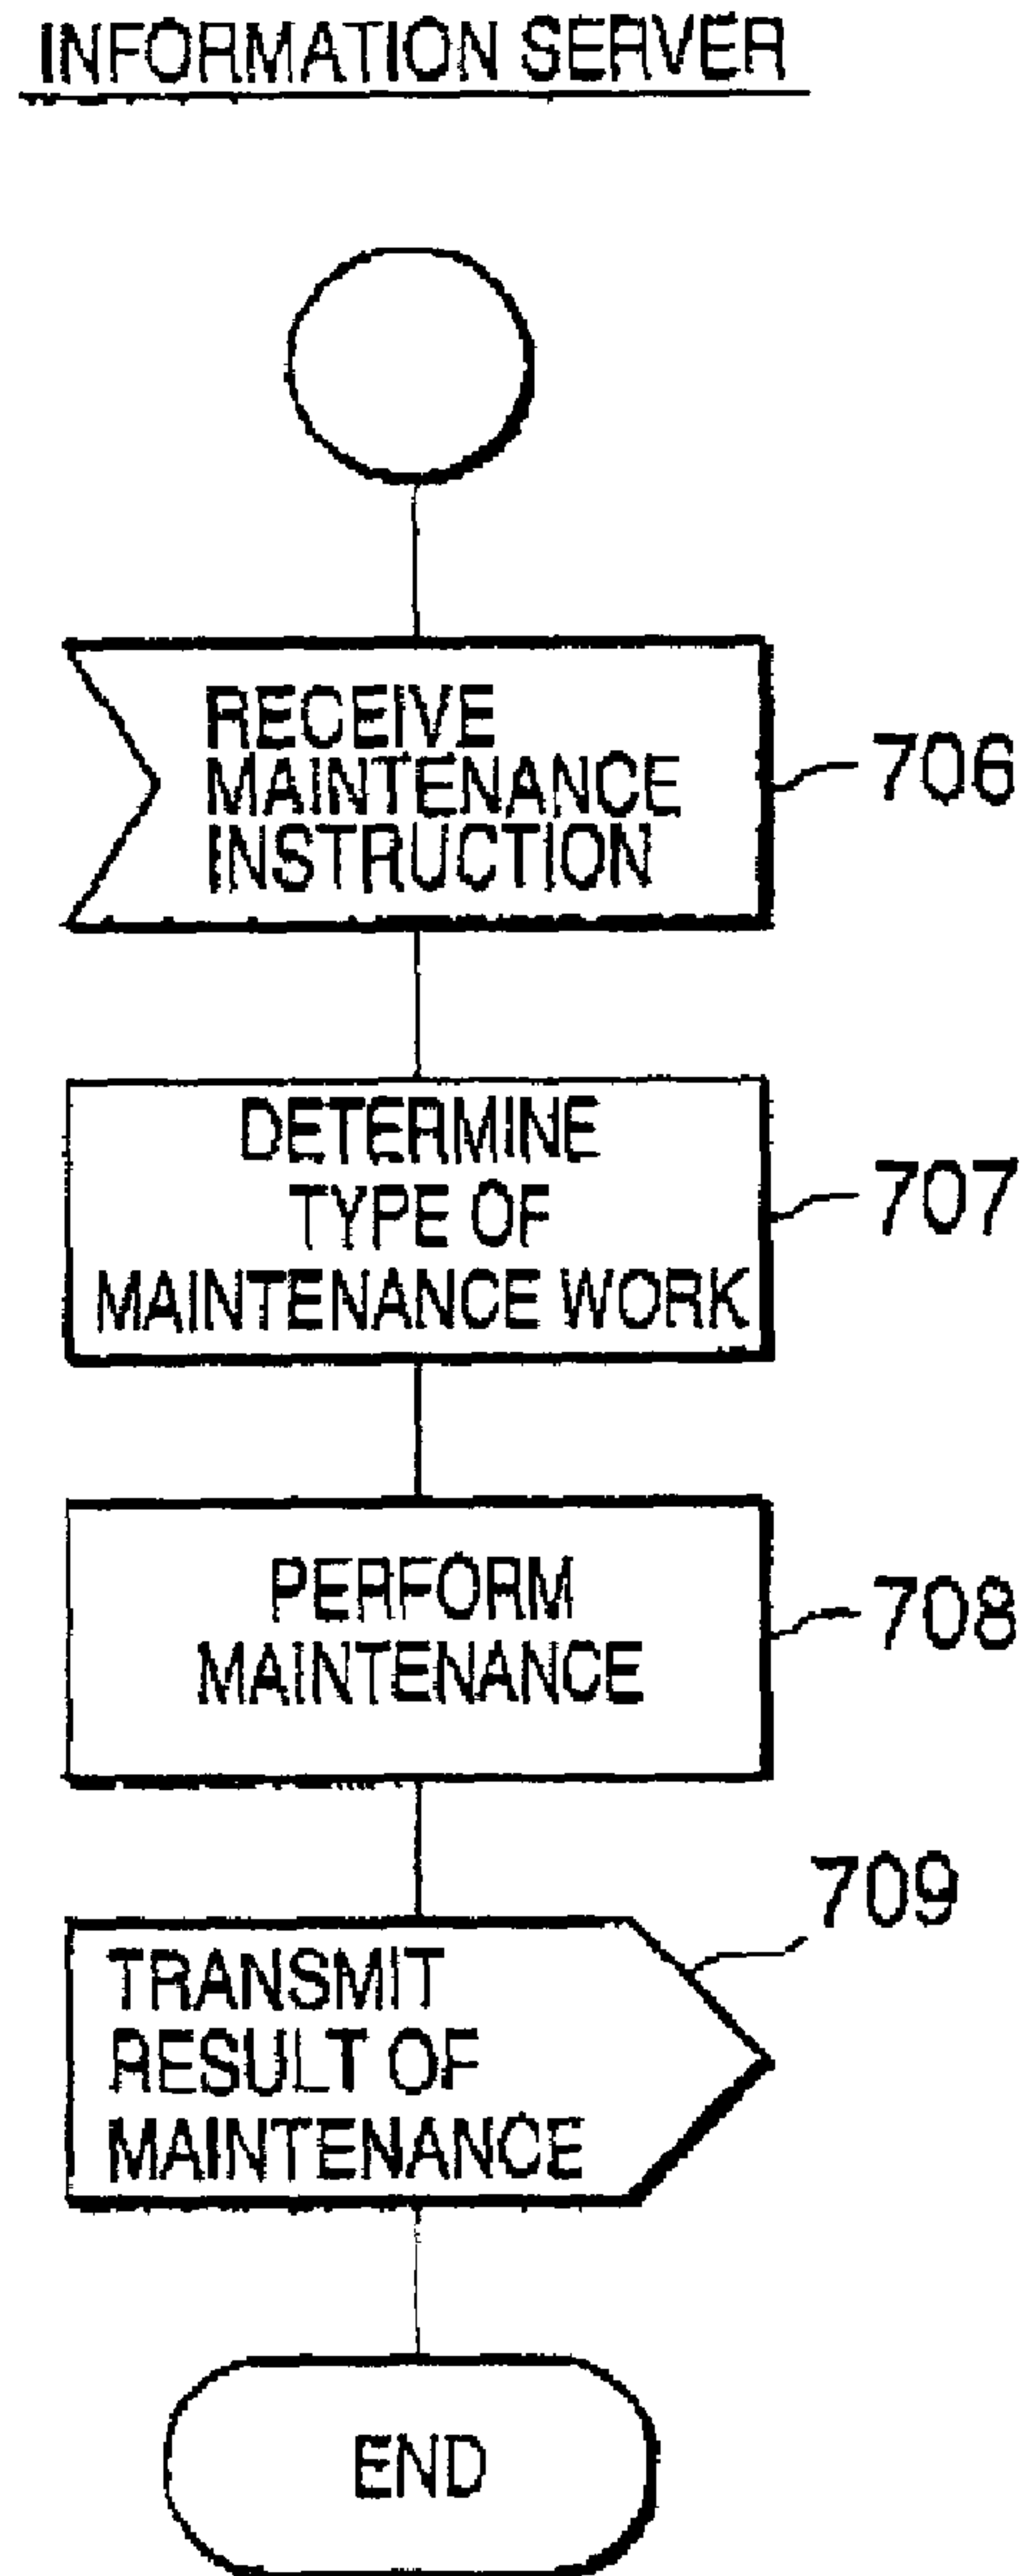 INFORMATION SERVER
RECEIVE
MAINTENANCE
INSTRUCTION
706
DETERMINE
TYPE OF
MAINTENANCE WORK
707
PERFORM
MAINTENANCE
708
709
TRANSMIT
RESULT OF
MAINTENANCE
END